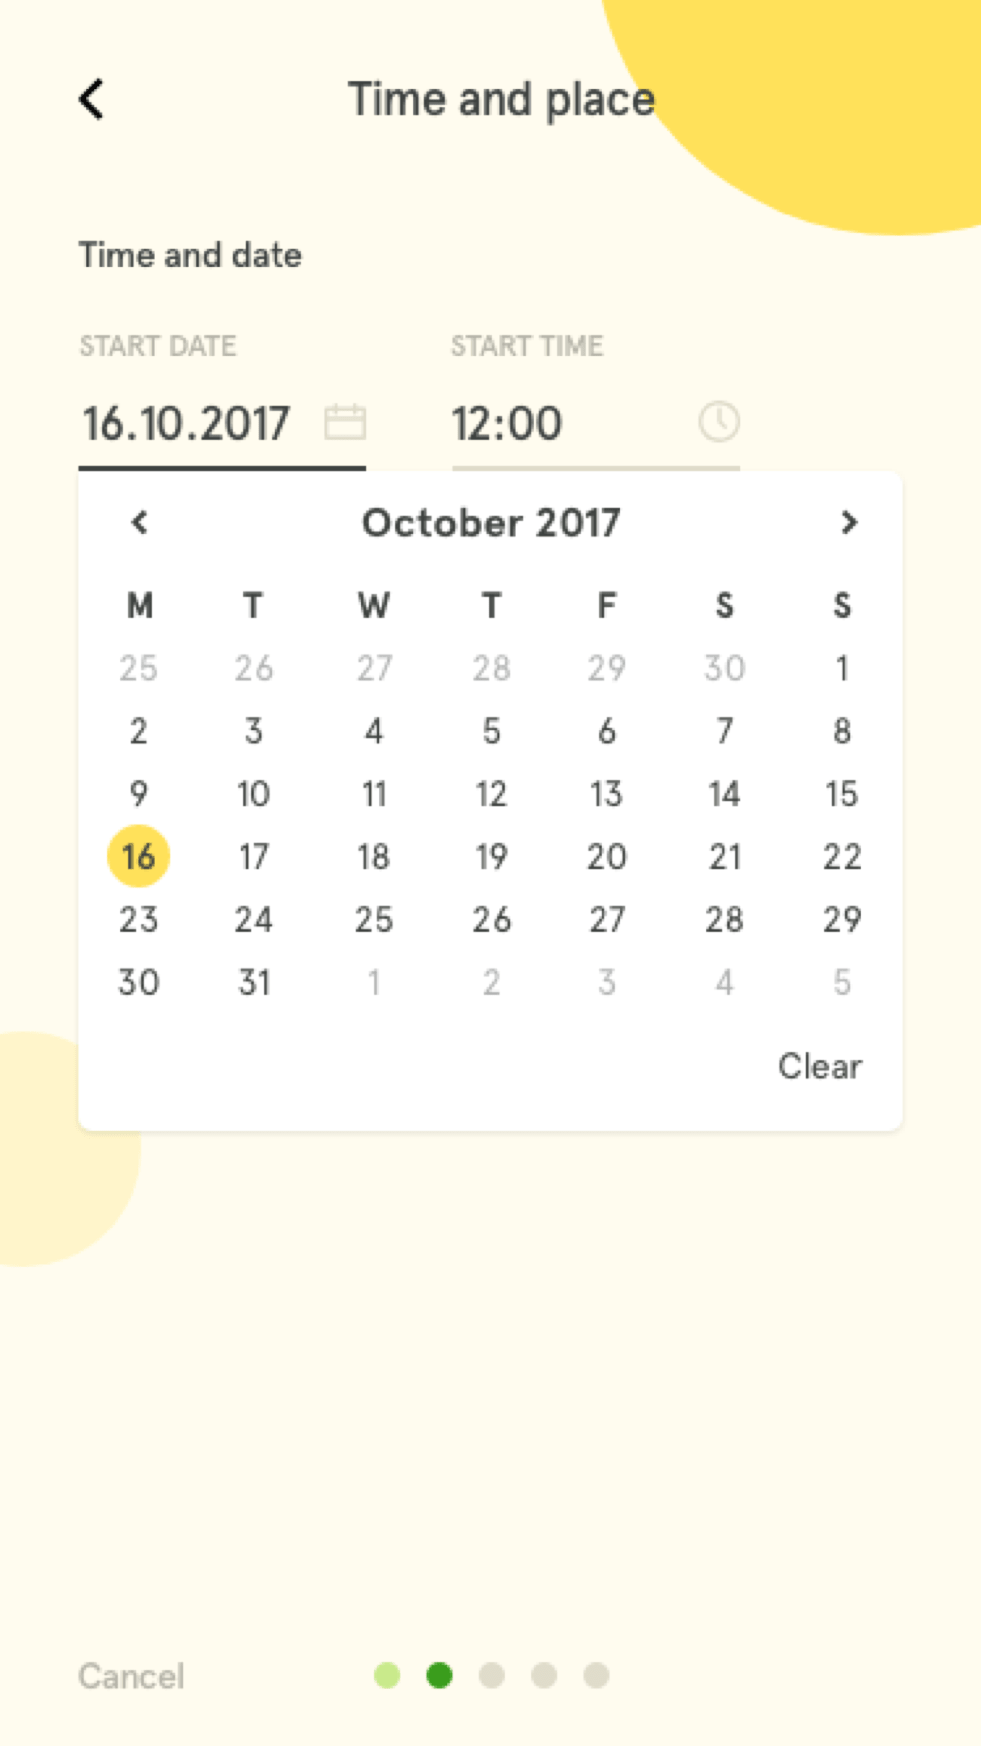 Time and place
Time and date
START DATE START TIME
16.10.2017 12:00
October 2017
M T W T F S S
25 26 27 28 29 30 1
2 3 4 5 6 7 8
9 10 11 12 13 14 15
16 17 18 19 20 21 22
23 24 25 26 27 28 29
30 31 1 2 3 4 5
Clear
Cancel